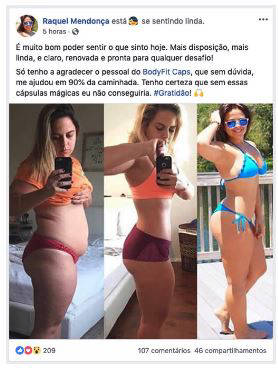 Raquel Mendonça está se sentindo linda.
5 horas ·
É muito bom poder sentir o que sinto hoje. Mais disposição, mais
linda, e claro, renovada e pronta para qualquer desafio!
Só tenho a agradecer o pessoal do BodyFit Caps, que sem dúvida,
me ajudou em 90% da caminhada. Tenho certeza que sem essas
cápsulas mágicas eu não conseguiria. #Gratidão! 🙌
209
107 comentários 46 compartilhamentos